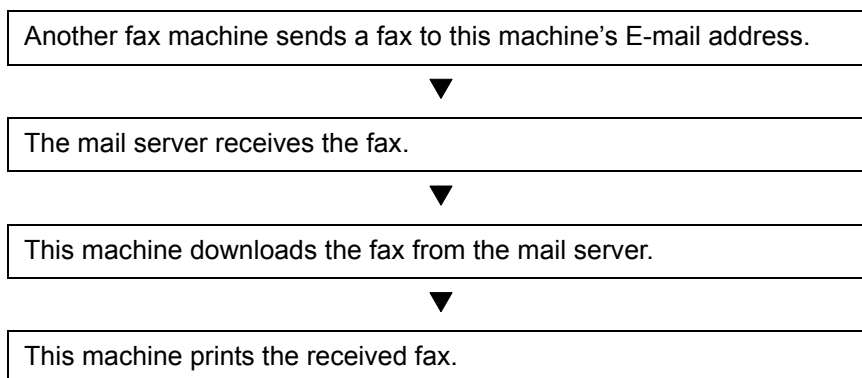 Another fax machine sends a fax to this machine’s E-mail address.
The mail server receives the fax.
This machine downloads the fax from the mail server.
This machine prints the received fax.